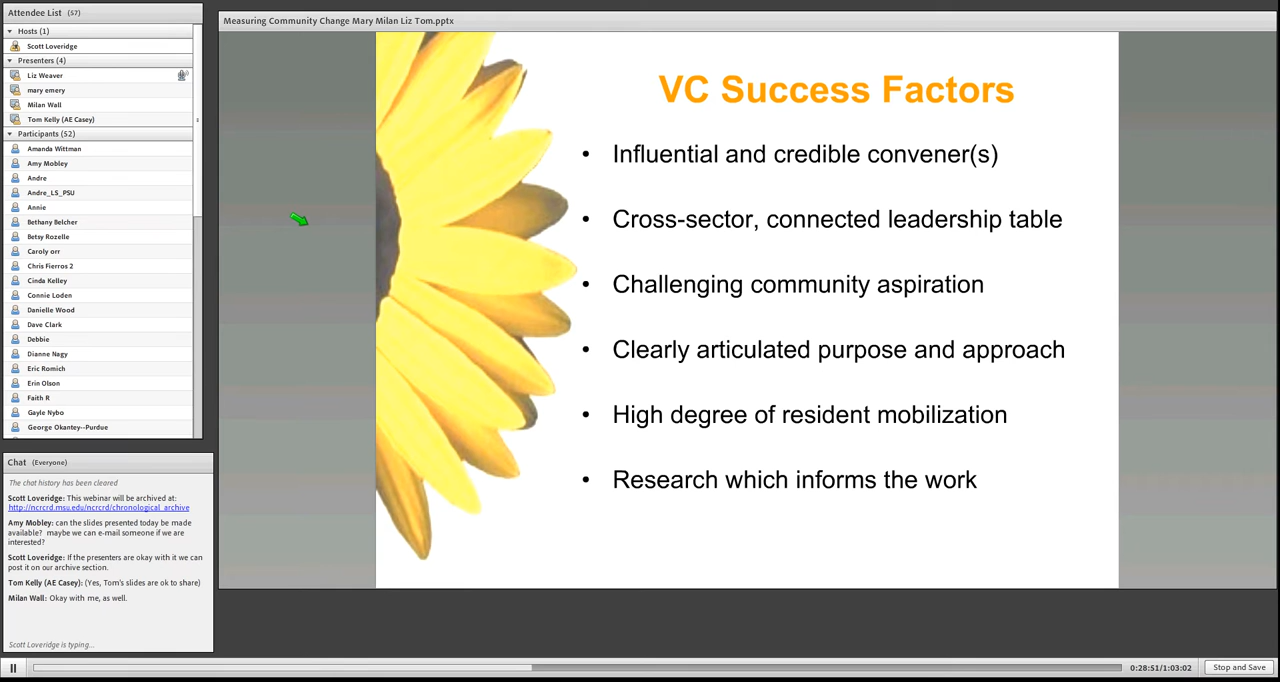 Attendee List (57)
Hosts (1)
Scott Loveridge
Presenters (4)
Liz Weaver
mary emery
Milan Wall
Tom Kelly (AE Casey)
Participants (52)
Amanda Wittman
Amy Mobley
Andre
Andre_LS_PSU
Annie
Bethany Belcher
Betsy Rozelle
Caroly orr
Chris Fierros 2
Cinda Kelley
Connie Loden
Danielle Wood
Dave Clark
Debbie
Dianne Nagy
Eric Romich
Erin Olson
Faith R
Gayle Nybo
George Okantey--Purdue
Chat (Everyone)
The chat history has been cleared
Scott Loveridge: This webinar will be archived at:
http://ncrcrd.msu.edu/ncrcrd/chronological_archive
Amy Mobley: can the slides presented today be made
available? maybe we can e-mail someone if we are
interested?
Scott Loveridge: If the presenters are okay with it we can
post it on our archive section.
Tom Kelly (AE Casey): (Yes, Tom's slides are ok to share)
Milan Wall: Okay with me, as well.
Scott Loveridge is typing...
Measuring Community Change Mary Milan Liz Tom.pptx
VC Success Factors
• Influential and credible convener(s)
• Cross-sector, connected leadership table
• Challenging community aspiration
• Clearly articulated purpose and approach
• High degree of resident mobilization
• Research which informs the work
0:28:51/1:03:02
Stop and Save